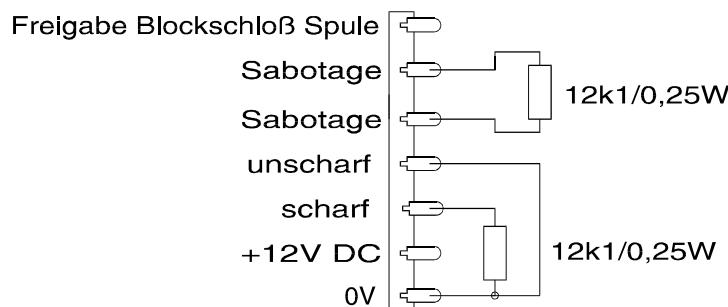 Freigabe Blockschloß Spule
Sabotage
12k1/0,25W
Sabotage
unscharf
scharf
+12V DC
12k1/0,25W
0V